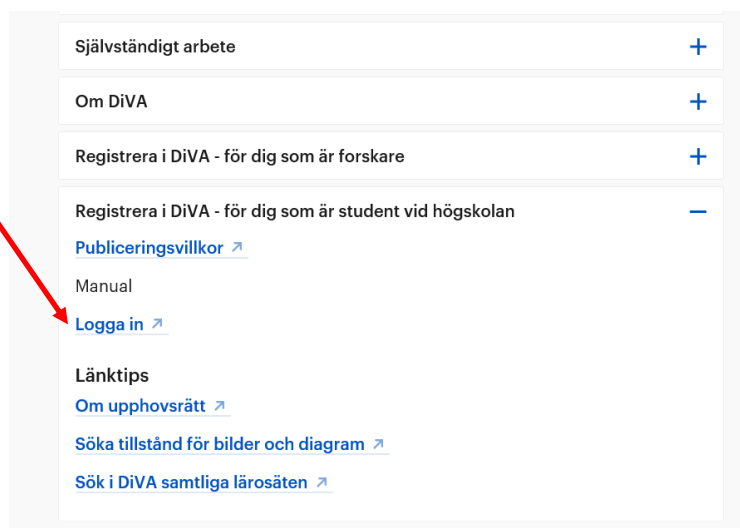 Självständigt arbete
Om DiVA
Registrera i DiVA - för dig som är forskare
Registrera i DiVA - för dig som är student vid högskolan
Publiceringsvillkor
Manual
Logga in
Länktips
Om upphovsrätt
Söka tillstånd för bilder och diagram
Sök i DiVA samtliga lärosäten